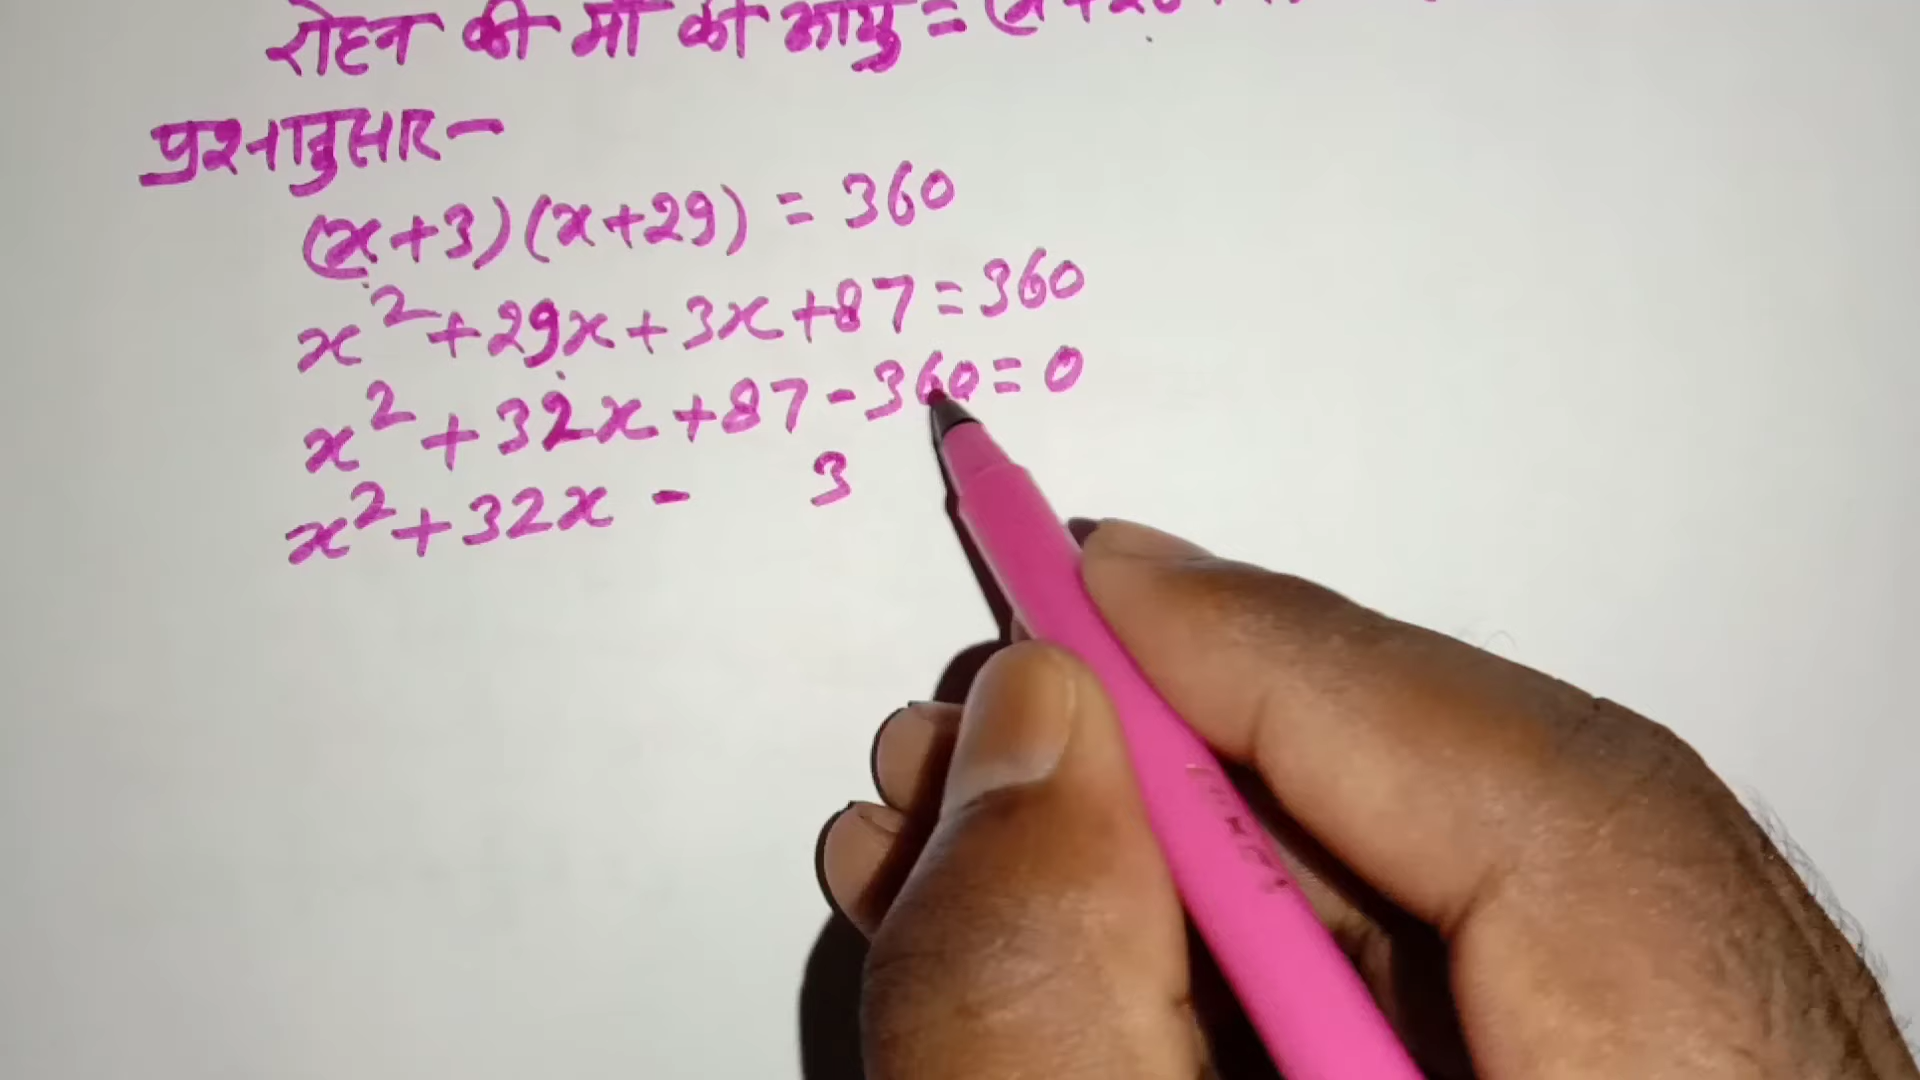 रोहन की माँ की आयु = (x+26
प्रश्नानुसार-
(x+3)(x+29) = 360
x² + 29x + 3x + 87 = 360
x² + 32x + 87 - 360 = 0
x² + 32x - 3